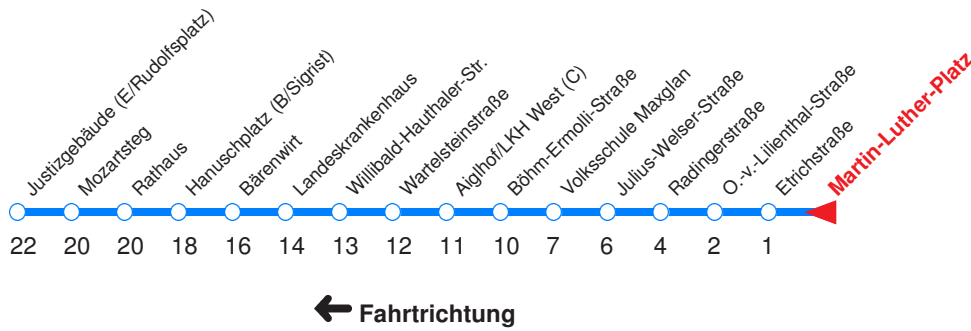 Justizgebäude (E/Rudolfsplatz)
Mozartsteg
Rathaus
Hanuschplatz (B/Sigrist)
Bärenwirt
Landeskrankenhaus
Willibald-Hauthaler-Str.
Wartelsteinstraße
Aiglhof/LKH West (C)
Böhm-Ermolli-Straße
Volksschule Maxglan
Julius-Welser-Straße
Radingerstraße
O.-v.-Lilienthal-Straße
Etrichstraße
Martin-Luther-Platz
22 20 20 18 16 14 13 12 11 10 7 6 4 2 1
Fahrtrichtung